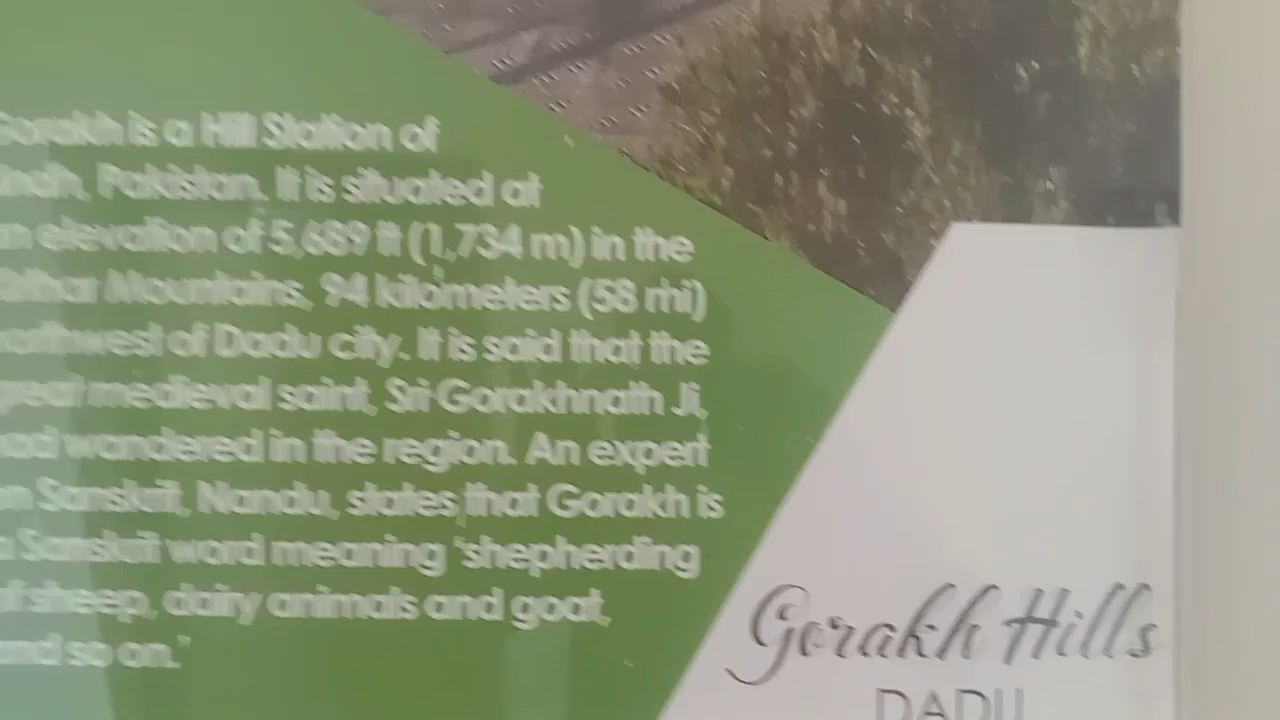 Gorakh is a Hill Station of
Pakistan. It is situated at
elevation of 5,689 ft (1,734 m) in the
Mountains, 94 kilometers (58 mi)
of Dadu city. It is said that the
great medieval saint, Sri Gorakhnath Ji,
wandered in the region. An expert
Sanskrit, Nandu, states that Gorakh is
a Sanskrit word meaning 'shepherding
sheep, dairy animals and goat,
so on.'
Gorakh Hills
DADU